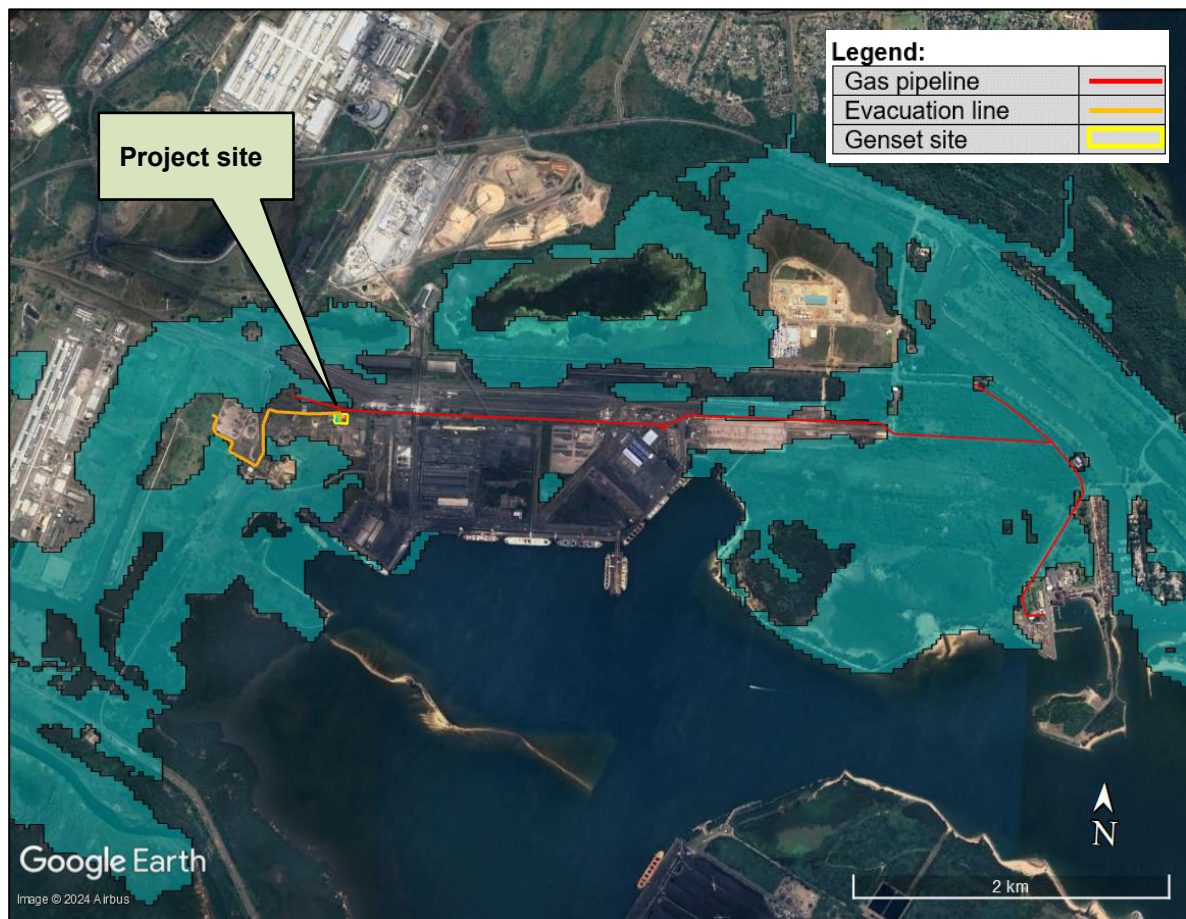 Legend:
Gas pipeline
Evacuation line
Genset site
Project site
N
2 km
Google Earth
Image © 2024 Airbus